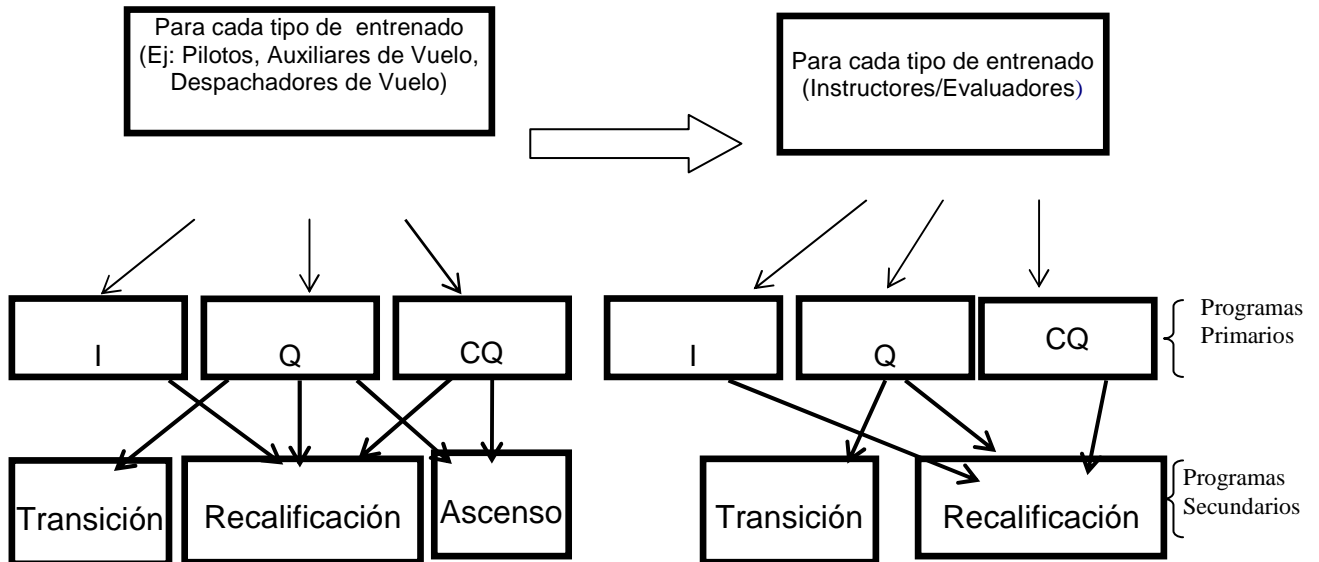 Para cada tipo de entrenado
(Ej: Pilotos, Auxiliares de Vuelo,
Despachadores de Vuelo)
Para cada tipo de entrenado
(Instructores/Evaluadores)
I
Q
CQ
I
Q
CQ
Programas
Primarios
Transición
Recalificación
Ascenso
Transición
Recalificación
Programas
Secundarios